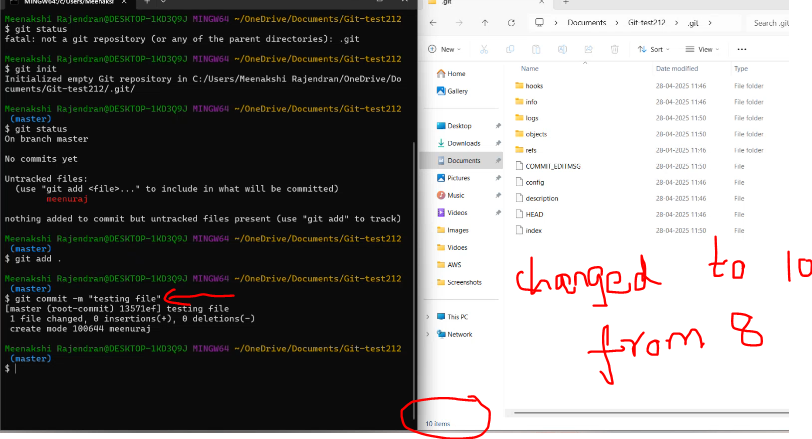 MINGW64:/c/Users/Meenaksi
Meenakshi Rajendran@DESKTOP-1KD3Q9J MINGW64 ~/OneDrive/Documents/Git-test212
$ git status
fatal: not a git repository (or any of the parent directories): .git
Meenakshi Rajendran@DESKTOP-1KD3Q9J MINGW64 ~/OneDrive/Documents/Git-test212
$ git init
Initialized empty Git repository in C:/Users/Meenakshi Rajendran/OneDrive/Do
cuments/Git-test212/.git/
Meenakshi Rajendran@DESKTOP-1KD3Q9J MINGW64 ~/OneDrive/Documents/Git-test212
(master)
$ git status
On branch master
No commits yet
Untracked files:
(use "git add <file>..." to include in what will be committed)
meenuraj
nothing added to commit but untracked files present (use "git add" to track)
Meenakshi Rajendran@DESKTOP-1KD3Q9J MINGW64 ~/OneDrive/Documents/Git-test212
(master)
$ git add .
Meenakshi Rajendran@DESKTOP-1KD3Q9J MINGW64 ~/OneDrive/Documents/Git-test212
(master)
$ git commit -m "testing file"
[master (root-commit) 13571ef] testing file
1 file changed, 0 insertions(+), 0 deletions(-)
create mode 100644 meenuraj
Meenakshi Rajendran@DESKTOP-1KD3Q9J MINGW64 ~/OneDrive/Documents/Git-test212
(master)
$
.git
Documents > Git-test212 > .git > Search .git
Sort View
Home
Gallery
Desktop
Downloads
Documents
Pictures
Music
Videos
Images
AWS
Screenshots
This PC
Network
Name Date modified Type
hooks 28-04-2025 11:46 File folder
info 28-04-2025 11:46 File folder
logs 28-04-2025 11:50 File folder
objects 28-04-2025 11:50 File folder
refs 28-04-2025 11:46 File folder
COMMIT_EDITMSG 28-04-2025 11:50 File
config 28-04-2025 11:46 File
description 28-04-2025 11:46 File
HEAD 28-04-2025 11:46 File
index 28-04-2025 11:50 File
changed to 10
from 8
10 items